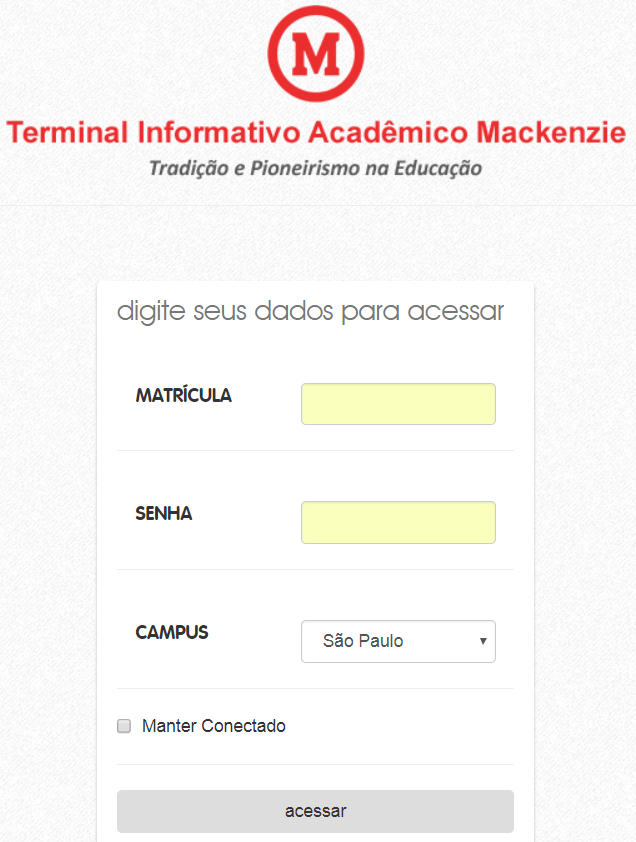 M
Terminal Informativo Acadêmico Mackenzie
Tradição e Pioneirismo na Educação
digite seus dados para acessar
MATRÍCULA
SENHA
CAMPUS
São Paulo
Manter Conectado
acessar